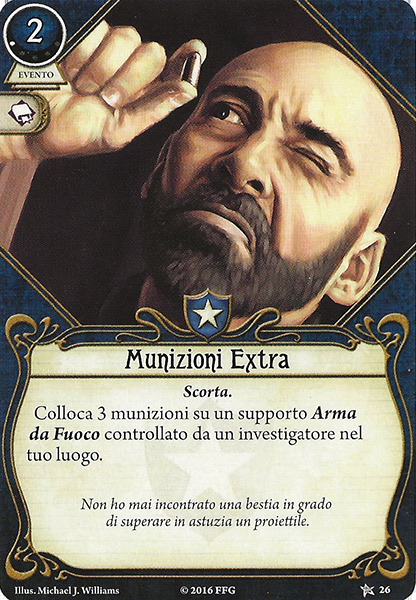 2
EVENTO
Munizioni Extra
Scorta.
Colloca 3 munizioni su un supporto Arma
da Fuoco controllato da un investigatore nel
tuo luogo.
Non ho mai incontrato una bestia in grado
di superare in astuzia un proiettile.
Illus. Michael J. Williams © 2016 FFG 26